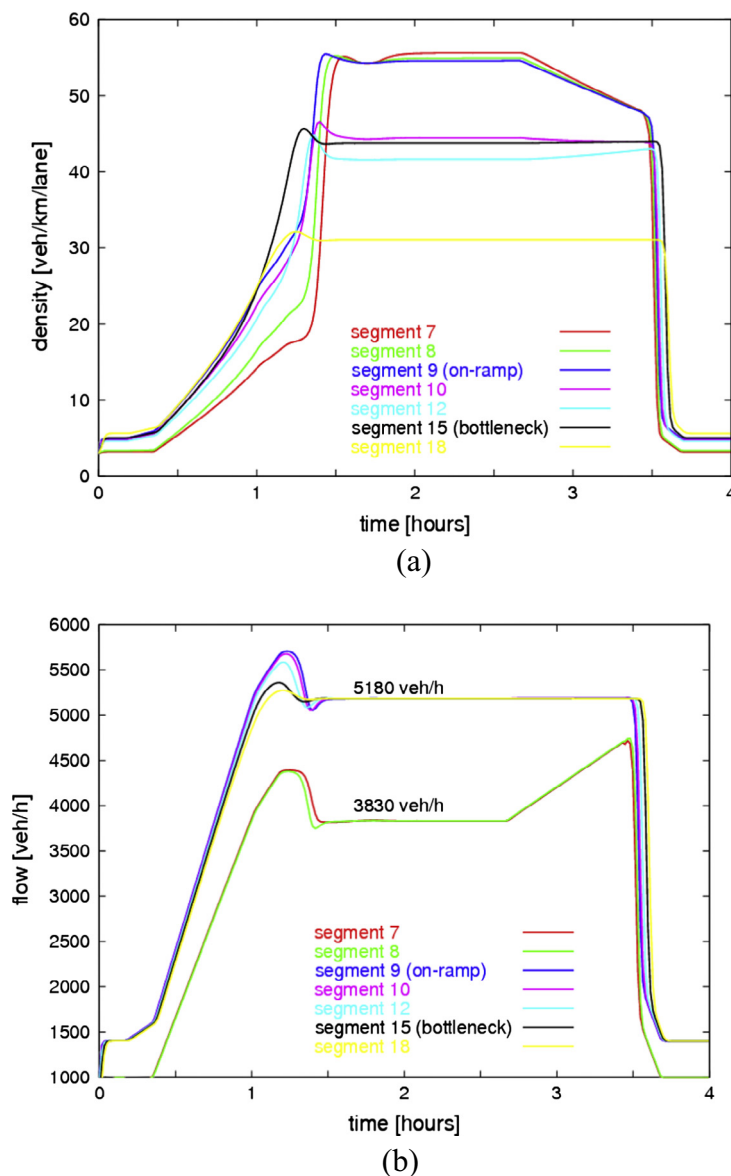 60
50
40
30
20
10
0
density [veh/km/lane]
segment 7
segment 8
segment 9 (on-ramp)
segment 10
segment 12
segment 15 (bottleneck)
segment 18
0 1 2 3 4
time [hours]
(a)
6000
5500
5000
4500
4000
3500
3000
2500
2000
1500
1000
flow [veh/h]
5180 veh/h
3830 veh/h
segment 7
segment 8
segment 9 (on-ramp)
segment 10
segment 12
segment 15 (bottleneck)
segment 18
0 1 2 3 4
time [hours]
(b)